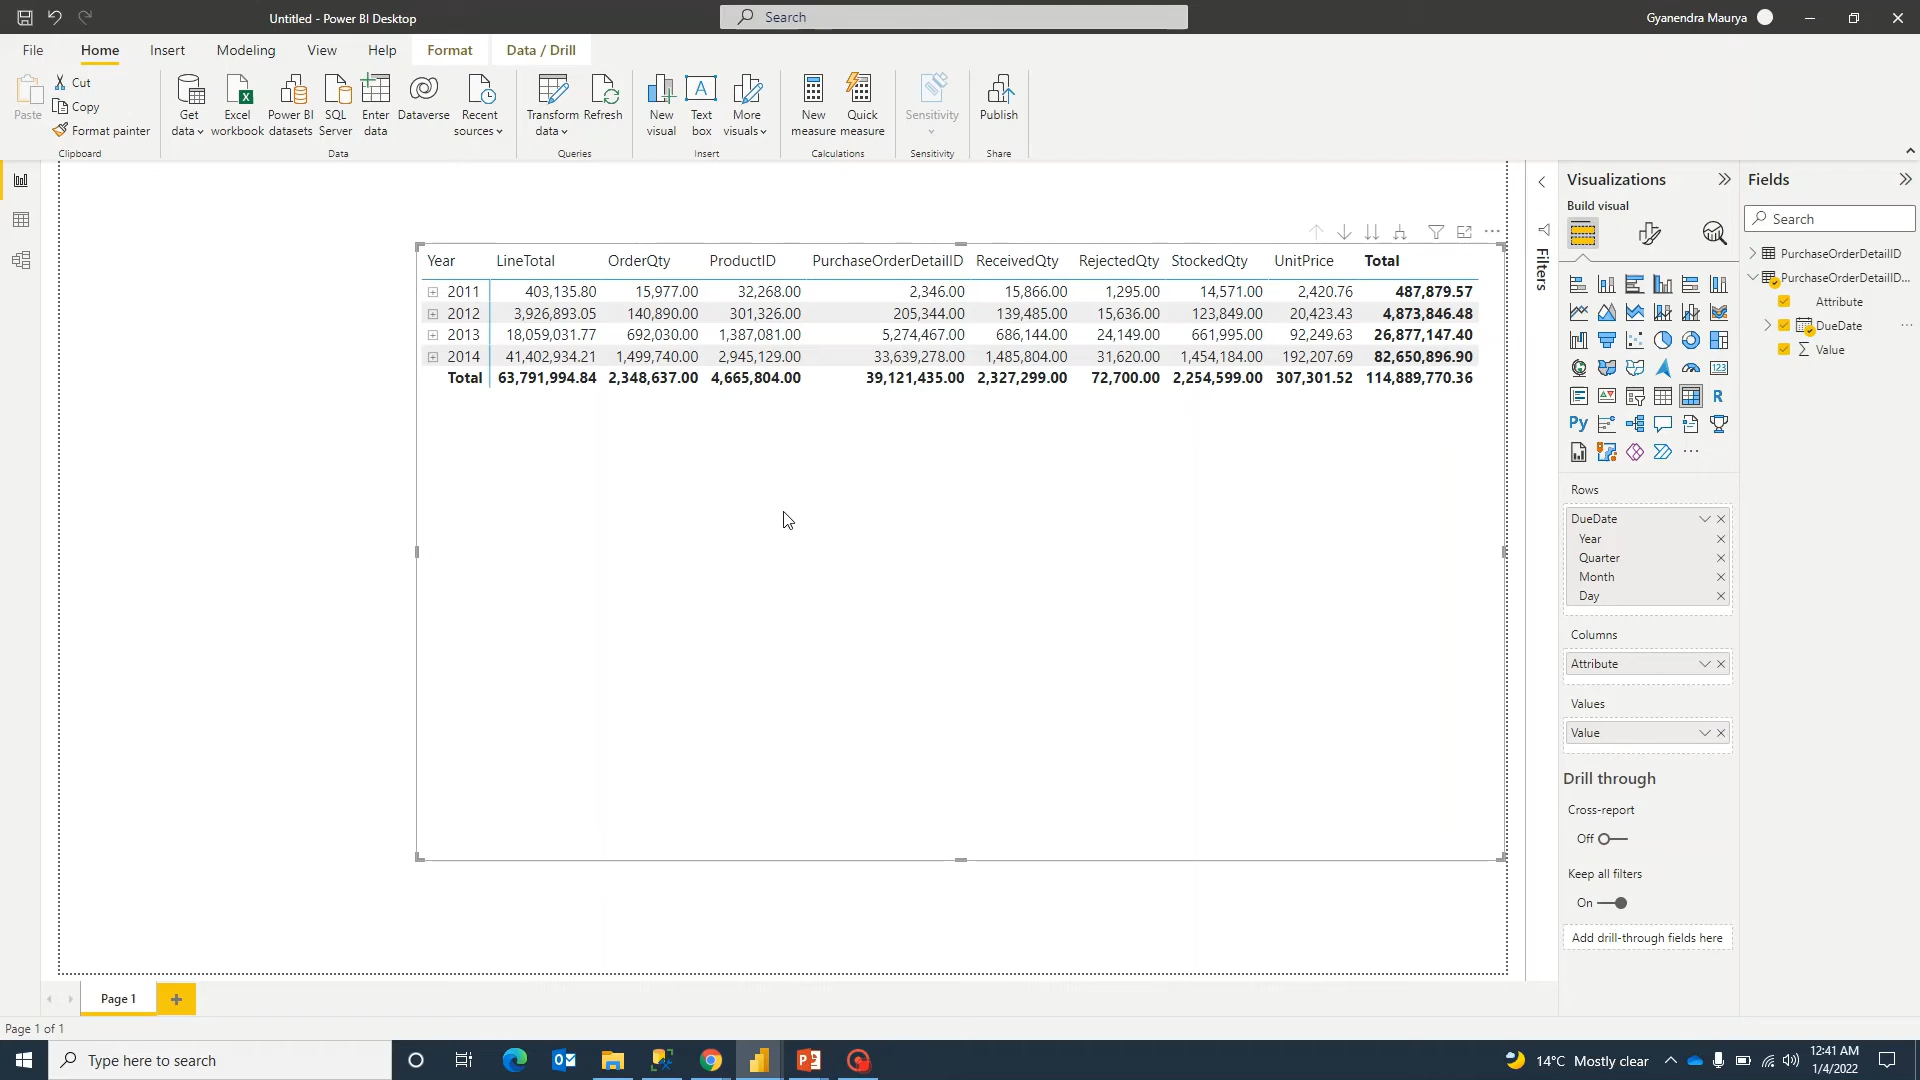 Untitled - Power BI Desktop
Search
Gyanendra Maurya
File
Home
Insert
Modeling
View
Help
Format
Data / Drill
Paste
Cut
Copy
Format painter
Clipboard
Get data
Excel workbook
Power BI datasets
SQL Server
Enter data
Dataverse
Recent sources
Data
Transform data
Refresh
Queries
New visual
Text box
More visuals
Insert
New measure
Quick measure
Calculations
Sensitivity
Sensitivity
Publish
Share
Year LineTotal OrderQty ProductID PurchaseOrderDetailID ReceivedQty RejectedQty StockedQty UnitPrice Total
2011 403,135.80 15,977.00 32,268.00 2,346.00 15,866.00 1,295.00 14,571.00 2,420.76 487,879.57
2012 3,926,893.05 140,890.00 301,326.00 205,344.00 139,485.00 15,636.00 123,849.00 20,423.43 4,873,846.48
2013 18,059,031.77 692,030.00 1,387,081.00 5,274,467.00 686,144.00 24,149.00 661,995.00 92,249.63 26,877,147.40
2014 41,402,934.21 1,499,740.00 2,945,129.00 33,639,278.00 1,485,804.00 31,620.00 1,454,184.00 192,207.69 82,650,896.90
Total 63,791,994.84 2,348,637.00 4,665,804.00 39,121,435.00 2,327,299.00 72,700.00 2,254,599.00 307,301.52 114,889,770.36
Filters
Visualizations
Build visual
123
R
Py
Rows
DueDate
Year
Quarter
Month
Day
Columns
Attribute
Values
Value
Drill through
Cross-report
Off
Keep all filters
On
Add drill-through fields here
Fields
Search
PurchaseOrderDetailID
PurchaseOrderDetailID...
Attribute
DueDate
Value
Page 1
Page 1 of 1
Type here to search
14°C Mostly clear
12:41 AM
1/4/2022